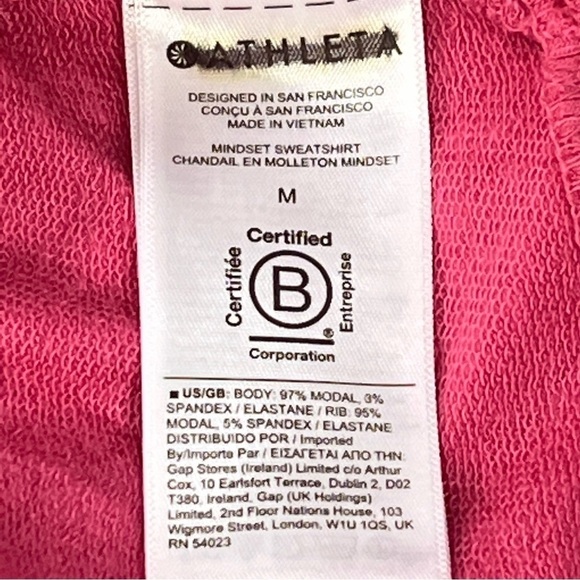 ATHLETA
DESIGNED IN SAN FRANCISCO
CONÇU À SAN FRANCISCO
MADE IN VIETNAM
MINDSET SWEATSHIRT
CHANDAIL EN MOLLETON MINDSET
M
Certified
Certifiée
B
Entreprise
®
Corporation
US/GB: BODY: 97% MODAL, 3%
SPANDEX / ELASTANE / RIB: 95%
MODAL, 5% SPANDEX / ELASTANE
DISTRIBUIDO POR / Imported
By/Importe Par / ΕΙΣΑΓΕΤΑΙ ΑΠΟ ΤΗΝ:
Gap Stores (Ireland) Limited c/o Arthur
Cox, 10 Earlsfort Terrace, Dublin 2, D02
T380, Ireland, Gap (UK Holdings)
Limited, 2nd Floor Nations House, 103
Wigmore Street, London, W1U 1QS, UK
RN 54023